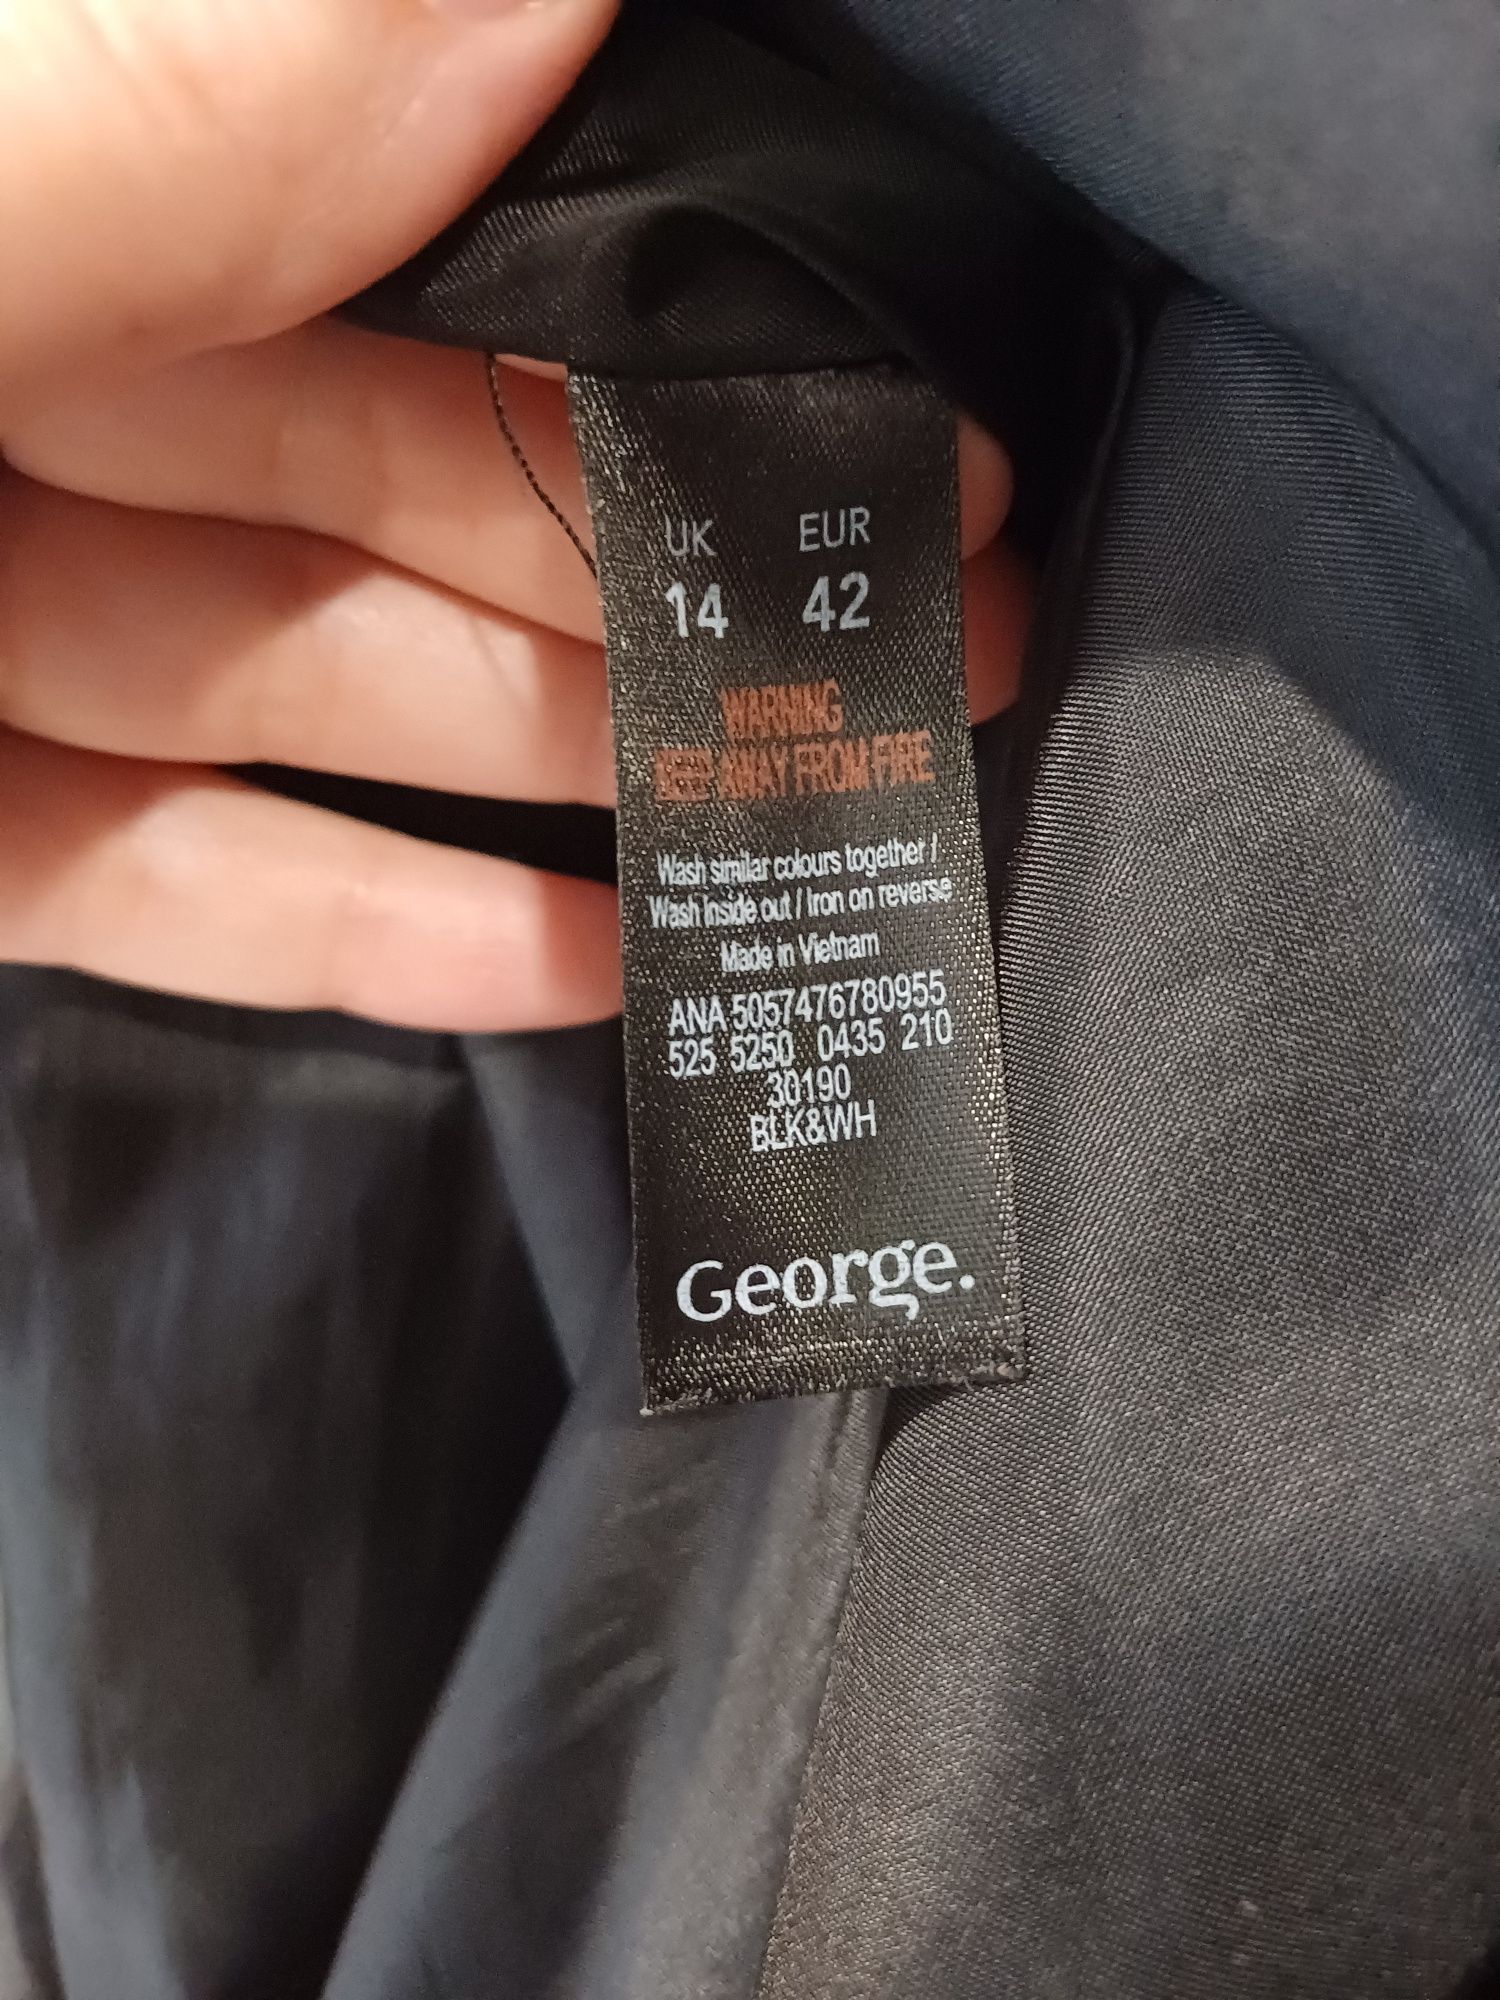 UK EUR
14 42
WARNING
KEEP AWAY FROM FIRE
Wash similar colours together /
Wash inside out / Iron on reverse
Made in Vietnam
ANA 5057476780955
525 5250 0435 210
30190
BLK&WH
George.